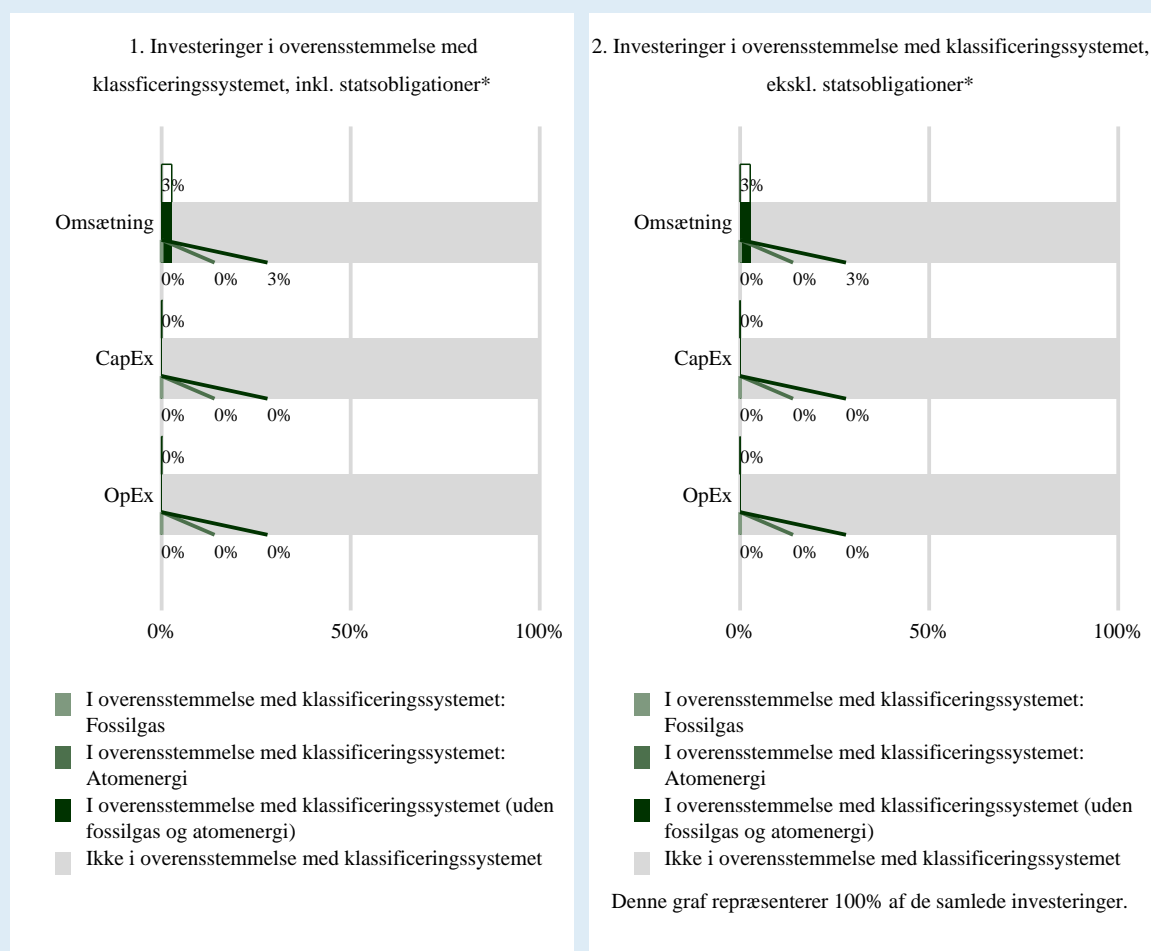 1. Investeringer i overensstemmelse med
klassficeringssystemet, inkl. statsobligationer*
3%
Omsætning
0% 0% 3%
0%
CapEx
0% 0% 0%
0%
OpEx
0% 0% 0%
0% 50% 100%
I overensstemmelse med klassificeringssystemet:
Fossilgas
I overensstemmelse med klassificeringssystemet:
Atomenergi
I overensstemmelse med klassificeringssystemet (uden
fossilgas og atomenergi)
Ikke i overensstemmelse med klassificeringssystemet
2. Investeringer i overensstemmelse med klassificeringssystemet,
ekskl. statsobligationer*
3%
Omsætning
0% 0% 3%
0%
CapEx
0% 0% 0%
0%
OpEx
0% 0% 0%
0% 50% 100%
I overensstemmelse med klassificeringssystemet:
Fossilgas
I overensstemmelse med klassificeringssystemet:
Atomenergi
I overensstemmelse med klassificeringssystemet (uden
fossilgas og atomenergi)
Ikke i overensstemmelse med klassificeringssystemet
Denne graf repræsenterer 100% af de samlede investeringer.